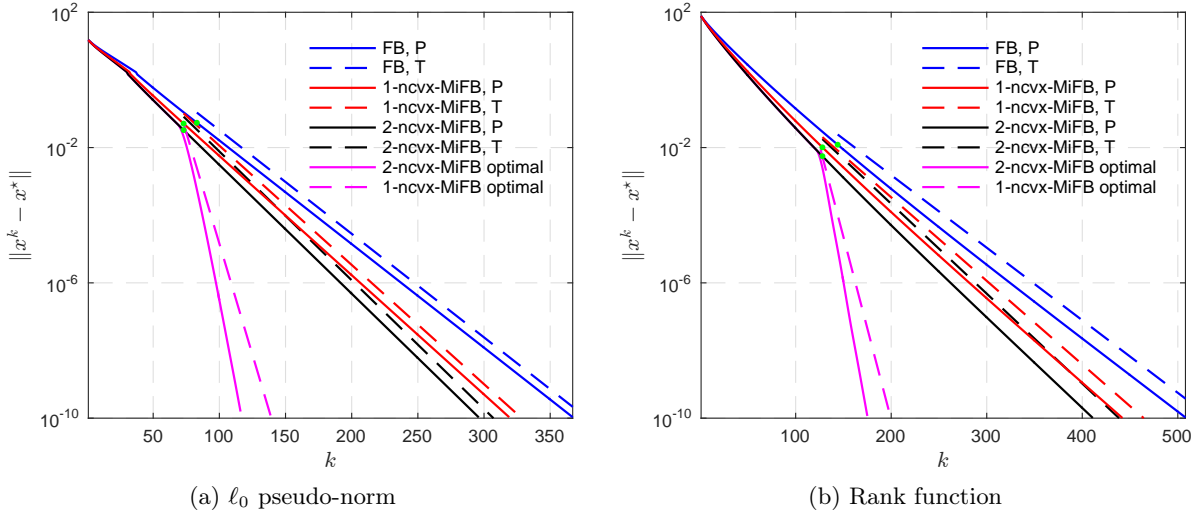 10^2
10^{-2}
10^{-6}
10^{-10}
‖x^k − x^⋆‖
50
100
150
200
250
300
350
k
FB, P
FB, T
1-ncvx-MiFB, P
1-ncvx-MiFB, T
2-ncvx-MiFB, P
2-ncvx-MiFB, T
2-ncvx-MiFB optimal
1-ncvx-MiFB optimal
(a) ℓ_0 pseudo-norm
10^2
10^{-2}
10^{-6}
10^{-10}
‖x^k − x^⋆‖
100
200
300
400
500
k
FB, P
FB, T
1-ncvx-MiFB, P
1-ncvx-MiFB, T
2-ncvx-MiFB, P
2-ncvx-MiFB, T
2-ncvx-MiFB optimal
1-ncvx-MiFB optimal
(b) Rank function